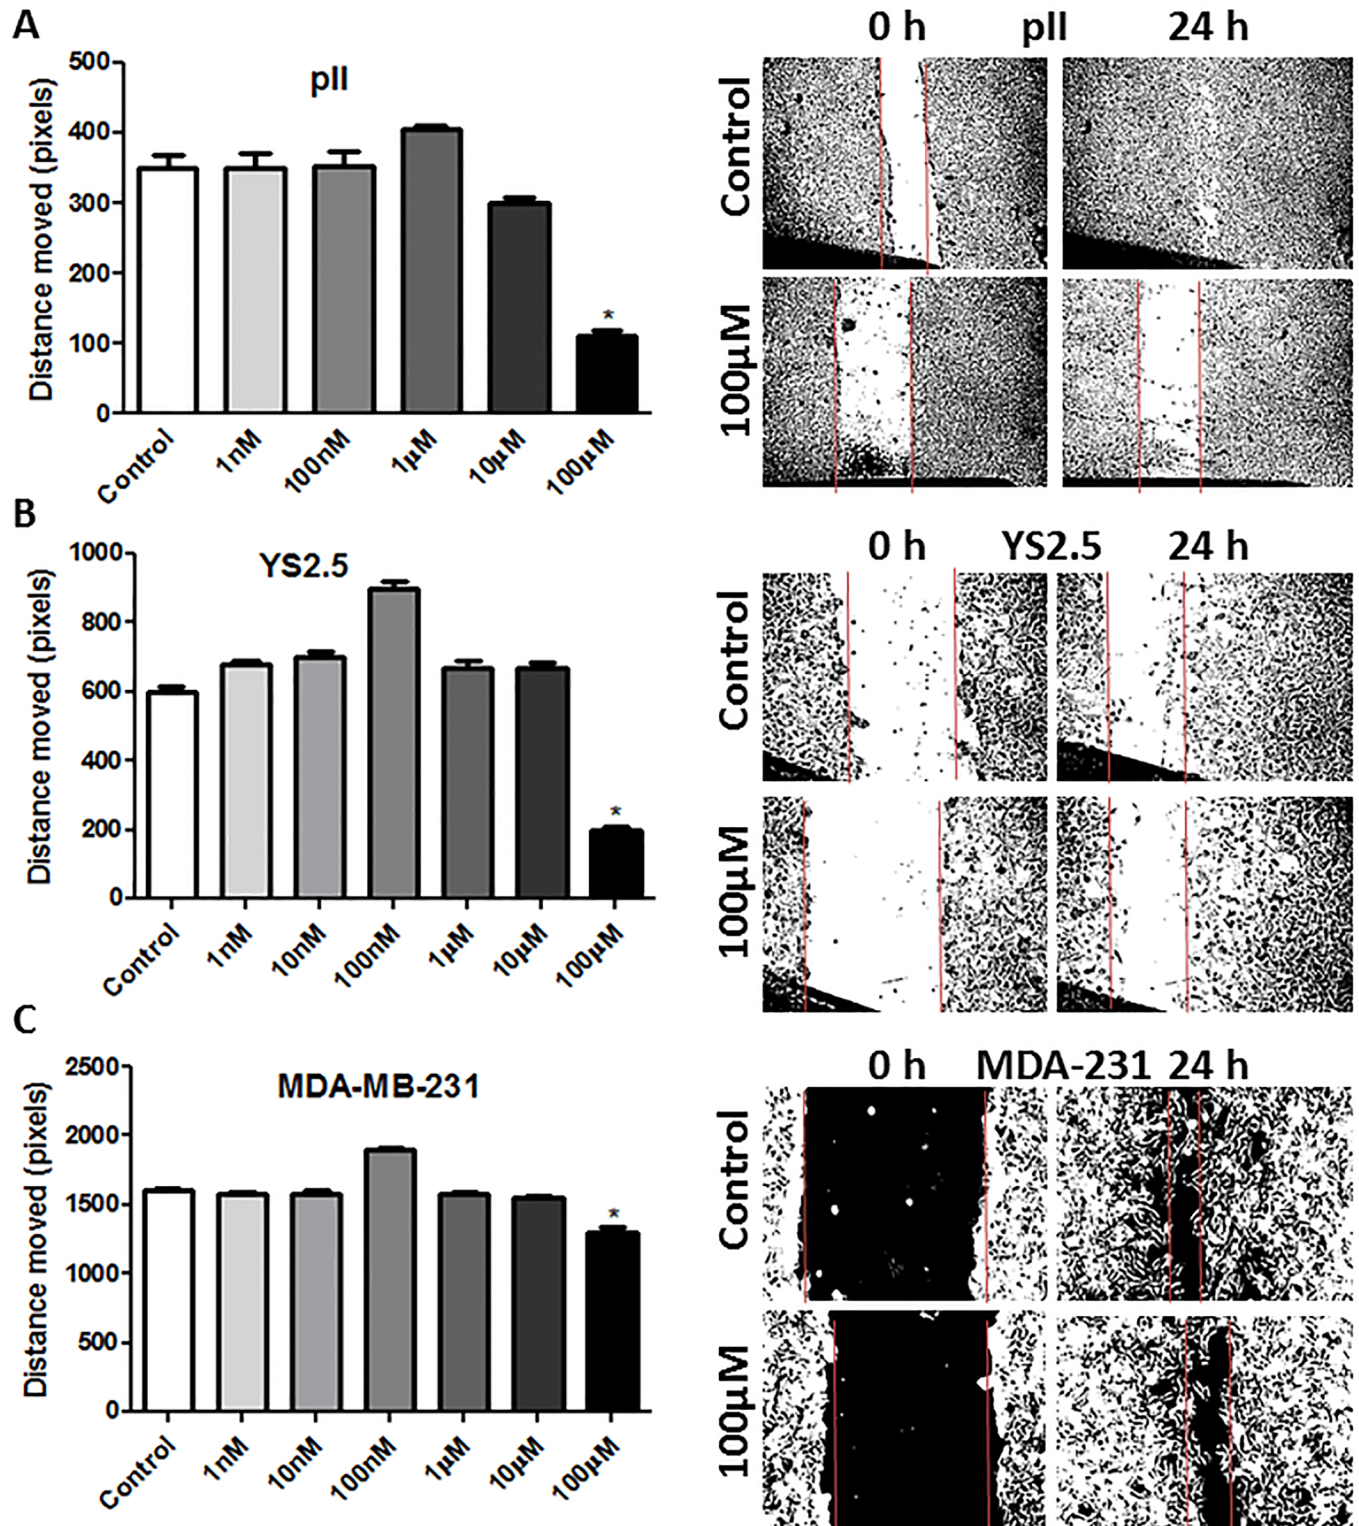 A
pII
Distance moved (pixels)
500
400
300
200
100
0
Control
1nM
100nM
1µM
10µM
100µM
*
0 h pII 24 h
Control
100µM
B
YS2.5
Distance moved (pixels)
1000
800
600
400
200
0
Control
1nM
10nM
100nM
1µM
10µM
100µM
*
0 h YS2.5 24 h
Control
100µM
C
MDA-MB-231
Distance moved (pixels)
2500
2000
1500
1000
500
0
Control
1nM
10nM
100nM
1µM
10µM
100µM
*
0 h MDA-231 24 h
Control
100µM